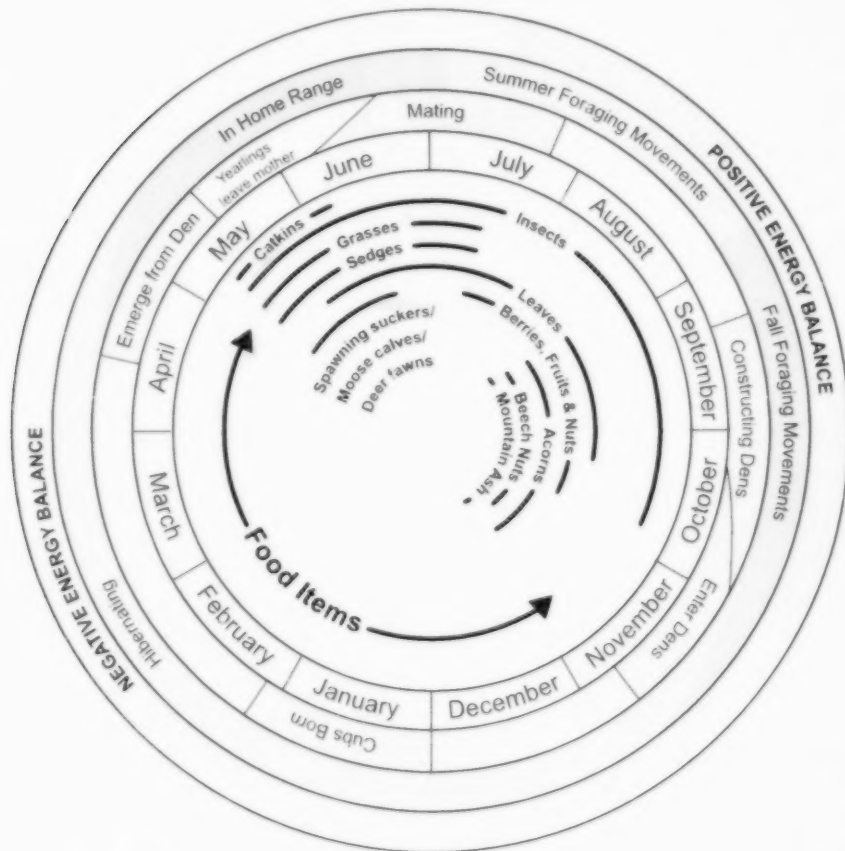 POSITIVE ENERGY BALANCE
NEGATIVE ENERGY BALANCE
In Home Range
Summer Foraging Movements
Fall Foraging Movements
Hibernating
Emerge from Den
Yearlings
leave mother
Mating
Constructing Dens
Enter Dens
Cubs Born
January
February
March
April
May
June
July
August
September
October
November
December
Food Items
Catkins
Insects
Grasses
Sedges
Leaves
Berries, Fruits & Nuts
Spawning suckers/
Moose calves/
Deer fawns
Acorns
Beech Nuts
Mountain Ash